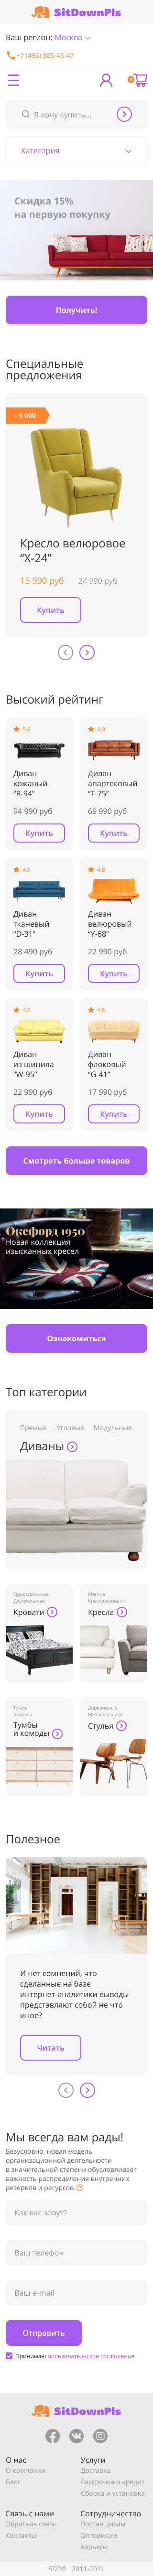 SitDownPls
Ваш регион: Москва
+7 (495) 885-45-47
0
Я хочу купить...
Категория
Скидка 15%
на первую покупку
Получить!
Специальные
предложения
- 9 000
Кресло велюровое
“Х-24”
15 990 руб 24 990 руб
Купить
Высокий рейтинг
5,0
Диван
кожаный
“R-94”
94 990 руб
Купить
4,9
Диван
апартековый
“T-75”
69 990 руб
Купить
4,8
Диван
тканевый
“D-31”
28 490 руб
Купить
4,8
Диван
велюровый
“Y-68”
22 990 руб
Купить
4,8
Диван
из шинила
“W-95”
22 990 руб
Купить
4,8
Диван
флоковый
“G-41”
17 990 руб
Купить
Смотреть больше товаров
Оксфорд 1950
Новая коллекция
изысканных кресел
Ознакомиться
Топ категории
Прямые Угловые Модульные
Диваны
Односпальные
Двуспальные
Кровати
Мягкие
Кресла-кровати
Кресла
Тумбы
Комоды
Тумбы
и комоды
Деревянные
Металлокаркас
Стулья
Полезное
И нет сомнений, что
сделанные на базе
интернет-аналитики выводы
представляют собой не что
иное?
Читать
Мы всегда вам рады!
Безусловно, новая модель
организационной деятельности
в значительной степени обусловливает
важность распределения внутренних
резервов и ресурсов.
Как вас зовут?
Ваш телефон
Ваш e-mail
Отправить
Принимаю пользовательское соглашение
SitDownPls
О нас
О компании
Блог
Услуги
Доставка
Рассрочка и кредит
Сборка и установка
Связь с нами
Обратная связь
Контакты
Сотрудничество
Поставщикам
Оптовикам
Карьера
SDP® 2011-2021